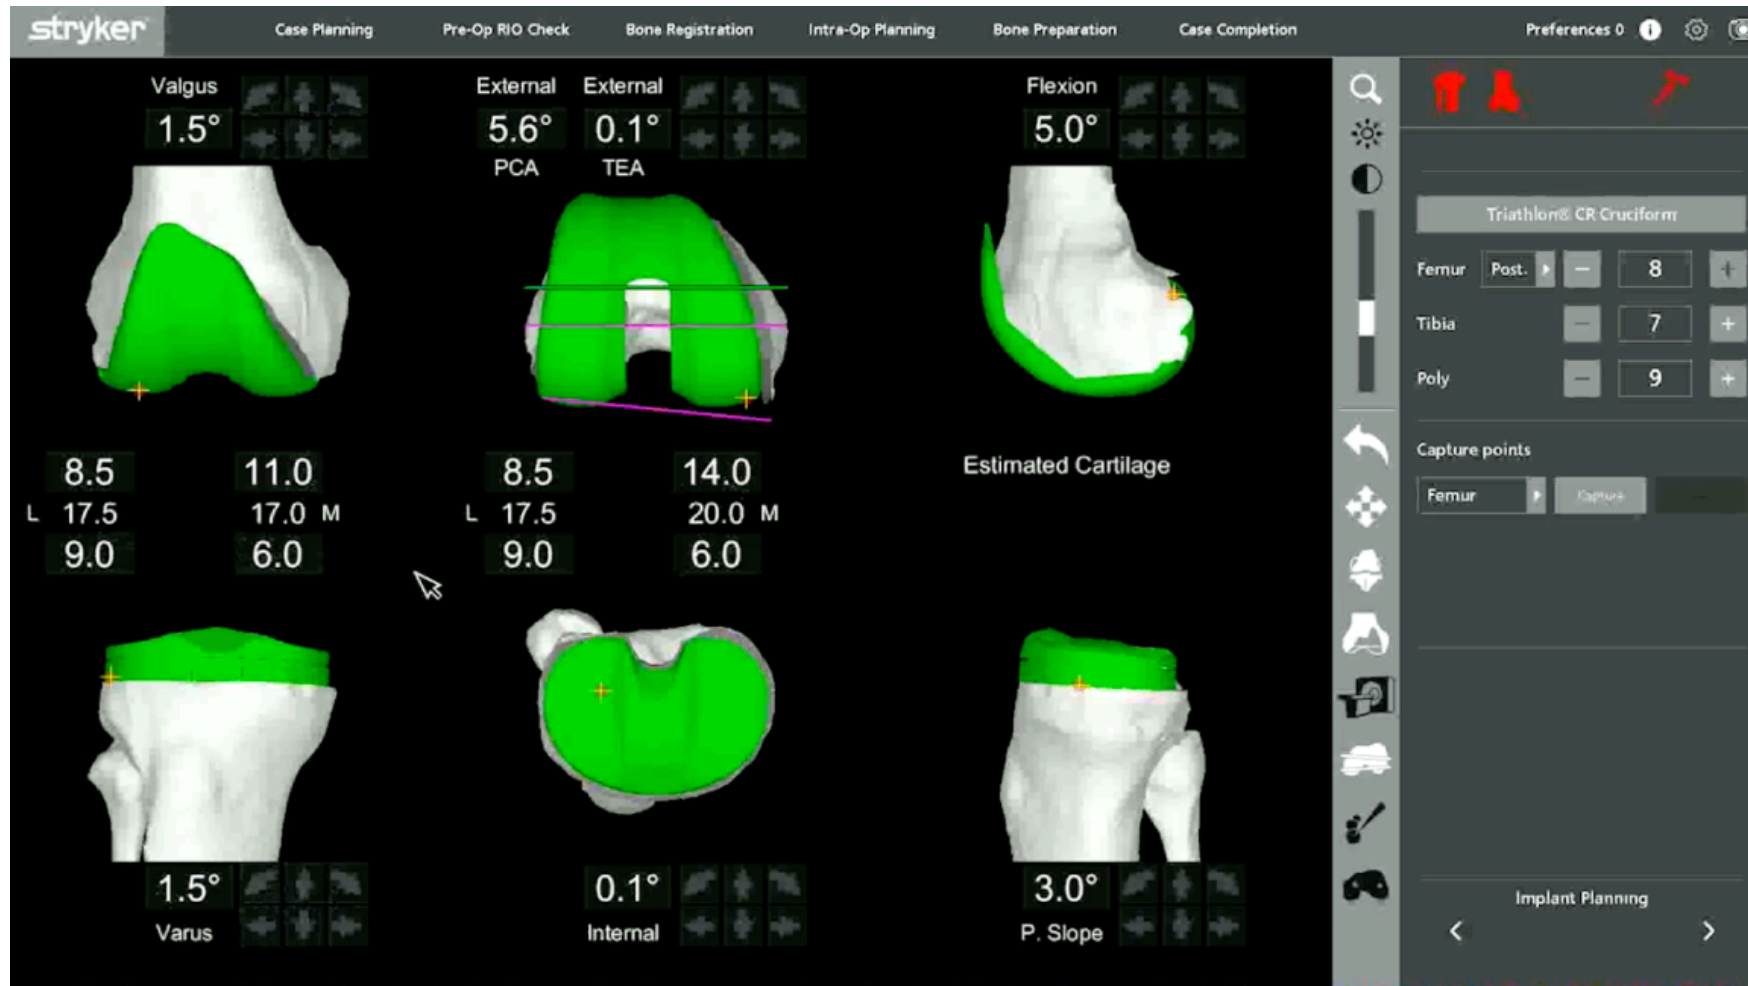 stryker Case Planning Pre-Op RIO Check Bone Registration Intra-Op Planning Bone Preparation Case Completion Preferences 0
Valgus External External Flexion
1.5° 5.6° 0.1° 5.0°
PCA TEA
Triathlon® CR Cruciform
Femur Post. − 8 +
Tibia − 7 +
Poly − 9 +
Capture points
Femur Capture
Estimated Cartilage
8.5 11.0 8.5 14.0
L 17.5 17.0 M L 17.5 20.0 M
9.0 6.0 9.0 6.0
1.5° 0.1° 3.0°
Varus Internal P. Slope
Implant Planning